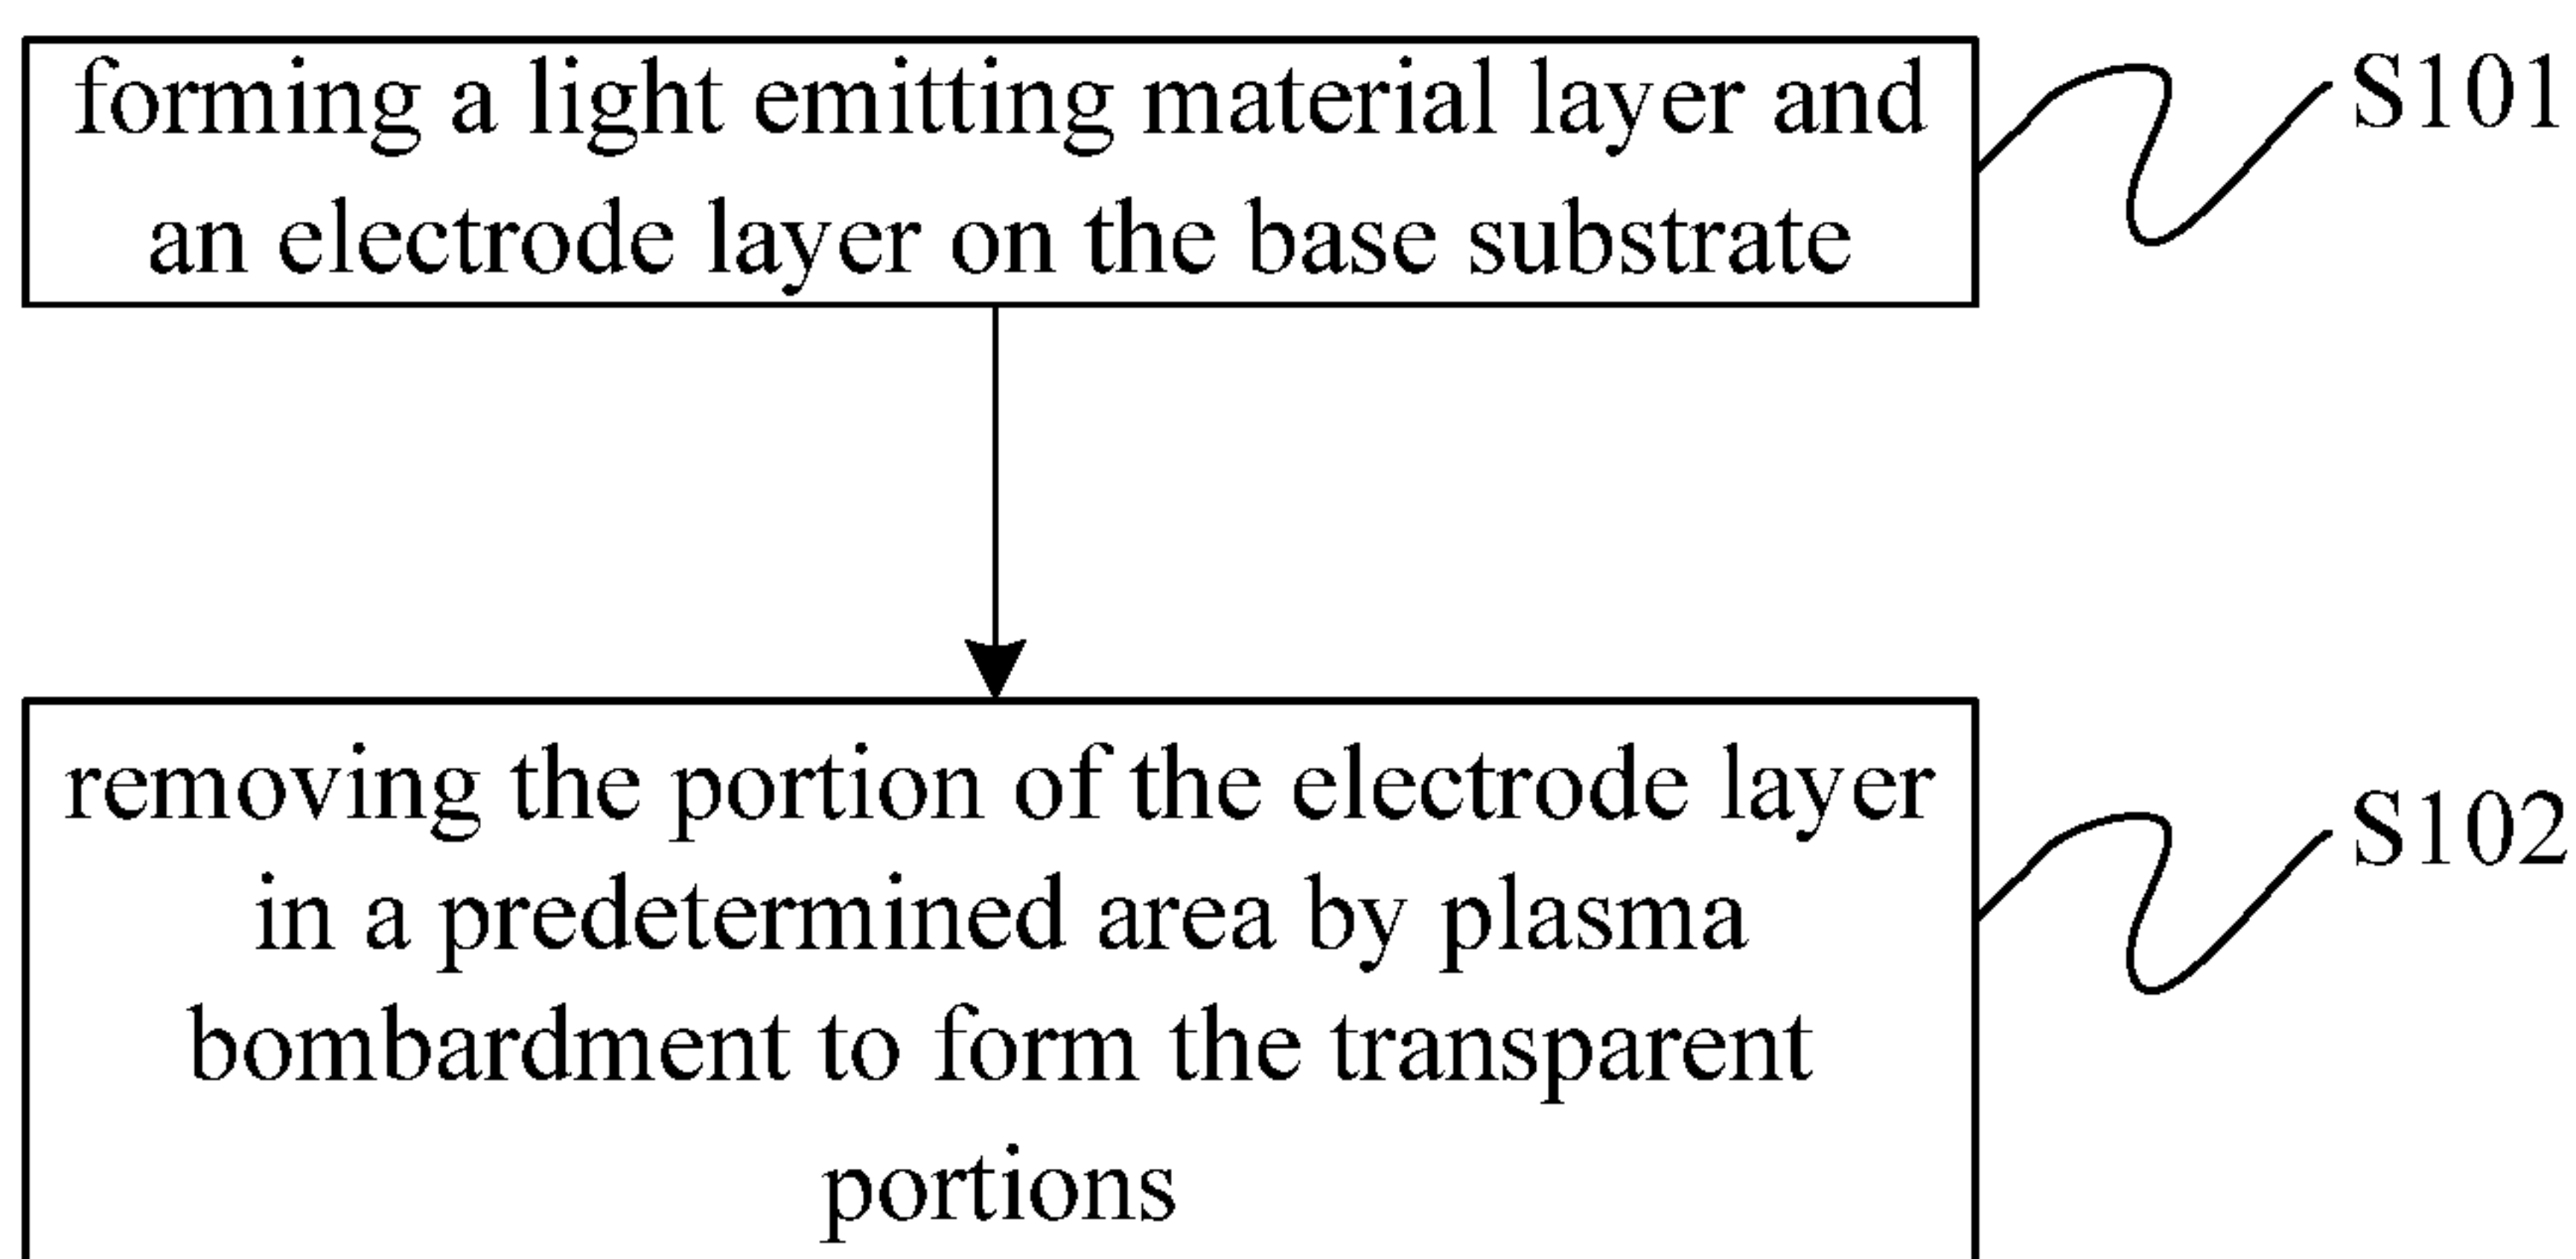 forming a light emitting material layer and
an electrode layer on the base substrate
S101
removing the portion of the electrode layer
in a predetermined area by plasma
bombardment to form the transparent
portions
S102